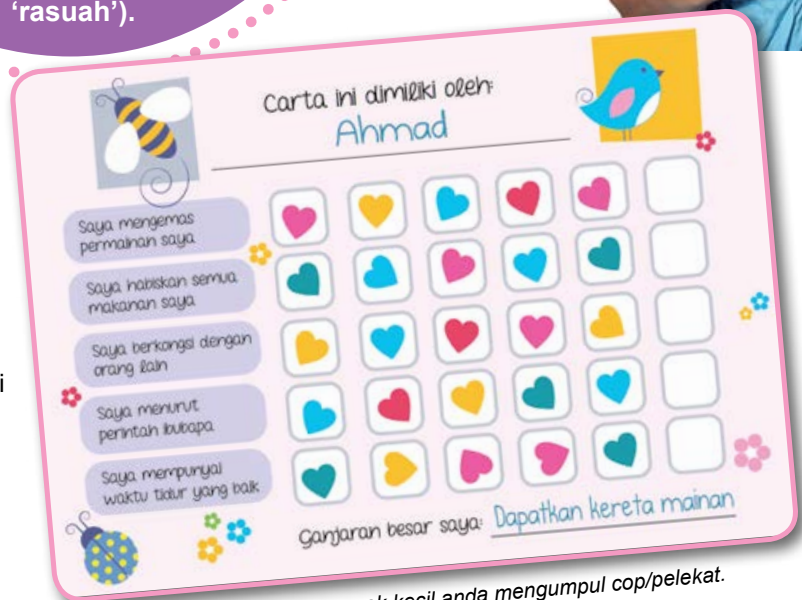 'rasuah').
Carta ini dimiliki oleh:
Ahmad
Saya mengemas
permainan saya
Saya habiskan semua
makanan saya
Saya berkongsi dengan
orang lain
Saya menurut
perintah ibubapa
Saya mempunyai
waktu tidur yang baik
Ganjaran besar saya: Dapatkan kereta mainan
kecil anda mengumpul cop/pelekat.